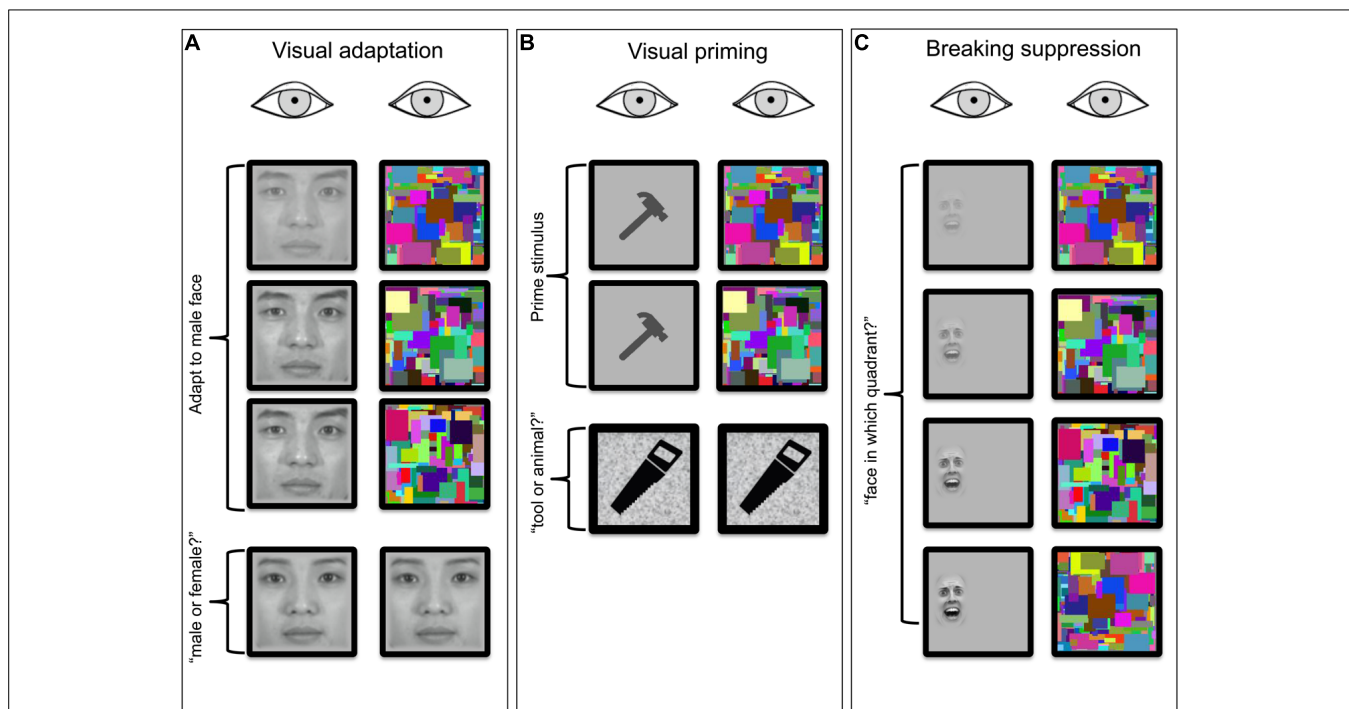 A
Visual adaptation
Adapt to male face
“male or female?”
B
Visual priming
Prime stimulus
“tool or animal?”
C
Breaking suppression
“face in which quadrant?”